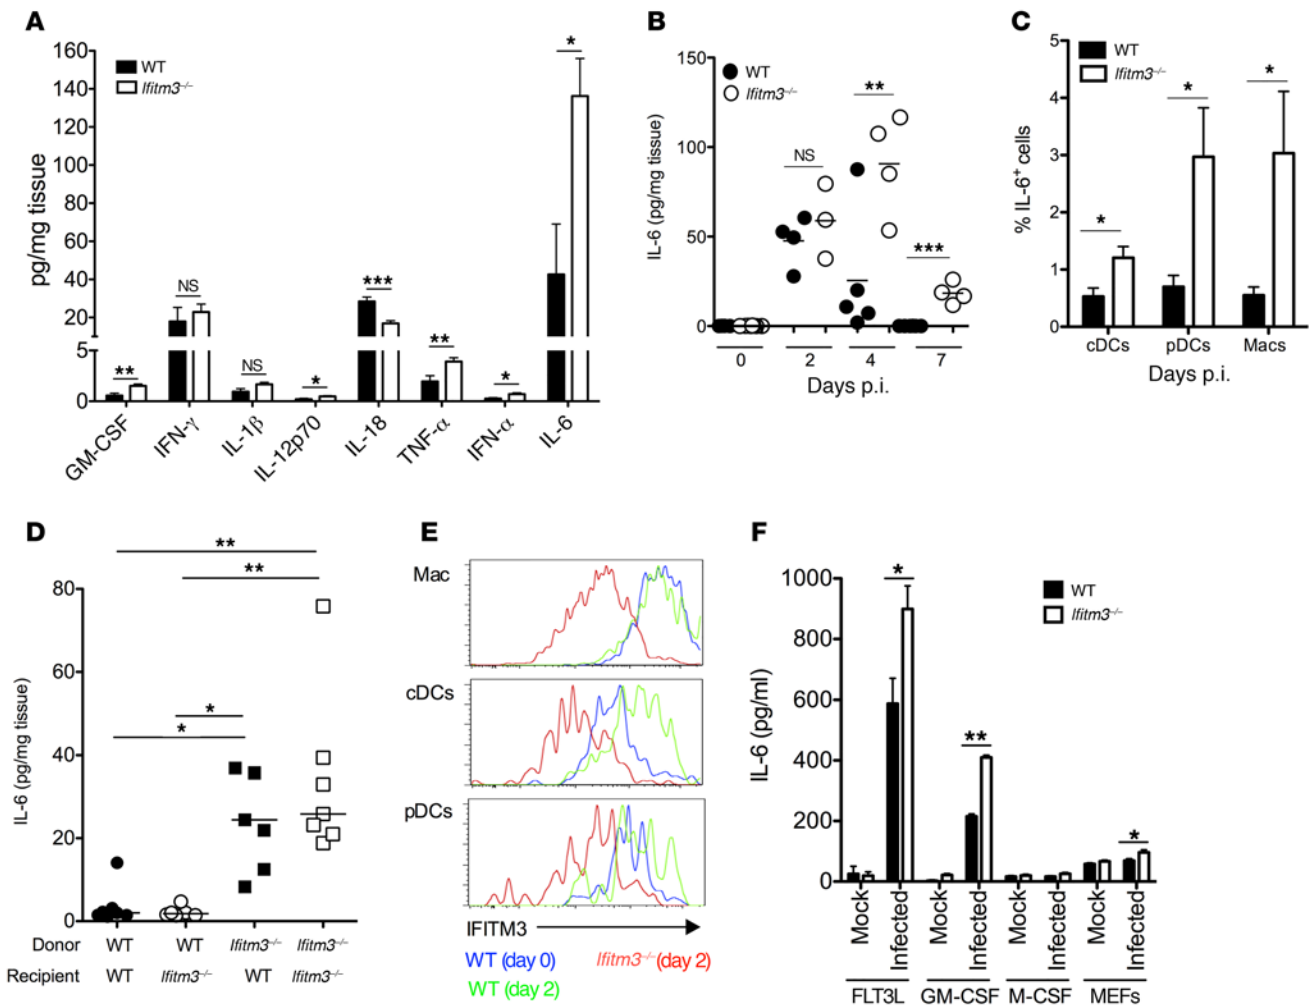 A
pg/mg tissue
160
140
120
100
80
60
40
20
5
0
WT
Ifitm3–/–
**
NS
NS
*
***
**
*
*
GM-CSF
IFN-γ
IL-1β
IL-12p70
IL-18
TNF-α
IFN-α
IL-6
B
IL-6 (pg/mg tissue)
150
100
50
0
WT
Ifitm3–/–
NS
**
***
0
2
4
7
Days p.i.
C
% IL-6+ cells
5
4
3
2
1
0
WT
Ifitm3–/–
*
*
*
cDCs
pDCs
Macs
Days p.i.
D
IL-6 (pg/mg tissue)
80
60
40
20
0
**
**
*
*
Donor WT WT Ifitm3–/– Ifitm3–/–
Recipient WT Ifitm3–/– WT Ifitm3–/–
E
Mac
cDCs
pDCs
IFITM3
WT (day 0) Ifitm3–/– (day 2)
WT (day 2)
F
IL-6 (pg/ml)
1000
800
600
400
200
0
WT
Ifitm3–/–
*
**
*
Mock
Infected
Mock
Infected
Mock
Infected
Mock
Infected
FLT3L GM-CSF M-CSF MEFs